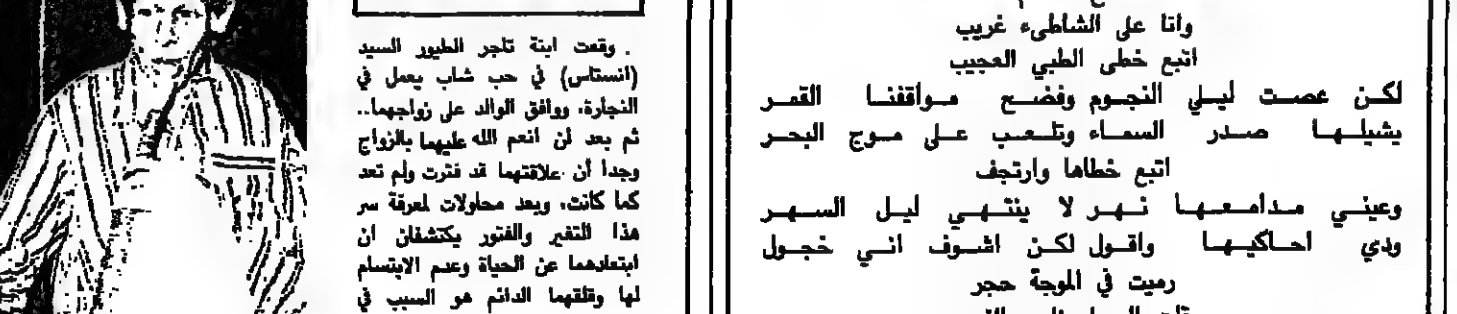 وانا على الشاطىء غريب
اتبع خطى الظبي العجيب
لكن عصت ليلي النجوم وفضح مواقفنا القمر
يشيلها صدر السماء وتلعب على موج البحر
اتبع خطاها وارتجف
وعيني مدامعها نهر لا ينتهي ليل السهر
ودي احاكيها واقول لكن اشوف اني خجول
رميت في الموجة حجر
. وقعت ابنة تاجر الطيور السيد
(انستاس) في حب شاب يعمل في
النجارة، ووافق الوالد على زواجهما..
ثم بعد أن انعم الله عليهما بالزواج
وجدا أن علاقتهما قد فترت ولم تعد
كما كانت، وبعد محاولات لمعرفة سر
هذا التغير والفتور يكتشفان ان
ابتعادهما عن الحياة وعدم الابتسام
لها وقلقهما الدائم هو السبب في